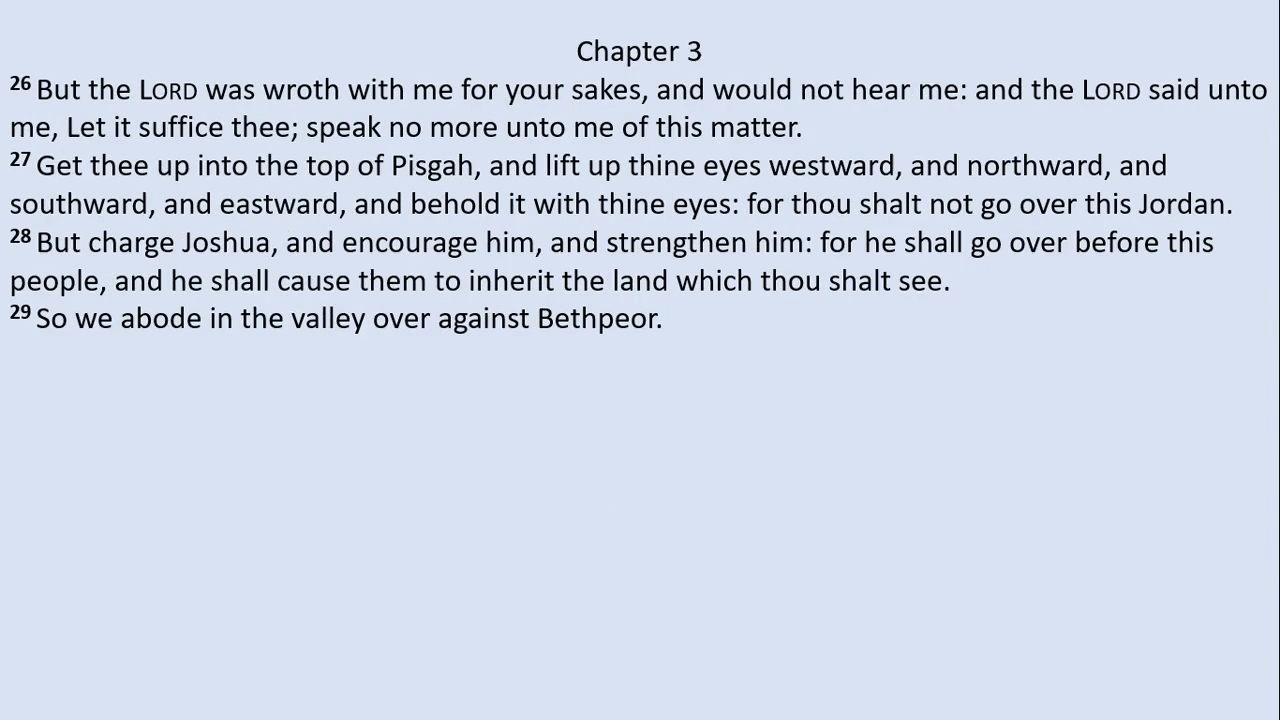 Chapter 3
26 But the LORD was wroth with me for your sakes, and would not hear me: and the LORD said unto
me, Let it suffice thee; speak no more unto me of this matter.
27 Get thee up into the top of Pisgah, and lift up thine eyes westward, and northward, and
southward, and eastward, and behold it with thine eyes: for thou shalt not go over this Jordan.
28 But charge Joshua, and encourage him, and strengthen him: for he shall go over before this
people, and he shall cause them to inherit the land which thou shalt see.
29 So we abode in the valley over against Bethpeor.